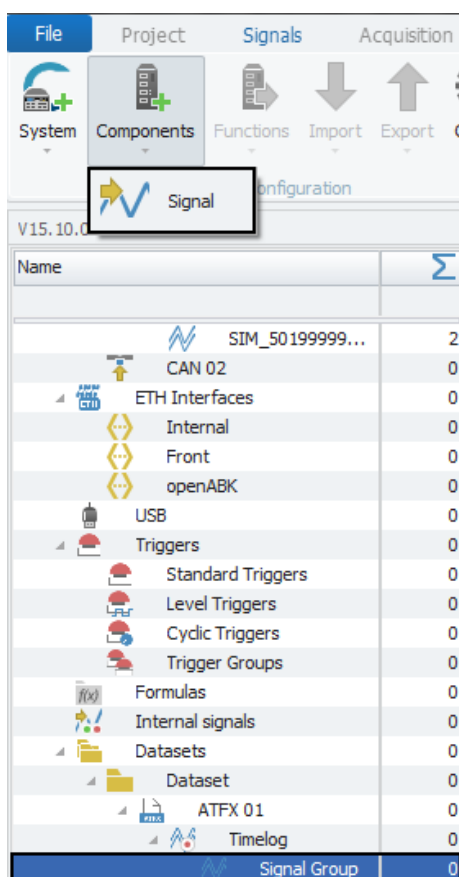 File Project Signals Acquisition
System Components Functions Import Export
Signal
onfiguration
V15.10.0
Name Σ
SIM_50199999... 2
CAN 02 0
ETH Interfaces 0
Internal 0
Front 0
openABK 0
USB 0
Triggers 0
Standard Triggers 0
Level Triggers 0
Cyclic Triggers 0
Trigger Groups 0
f(x) Formulas 0
Internal signals 0
Datasets 0
Dataset 0
ATFX 01 0
Timelog 0
Signal Group 0